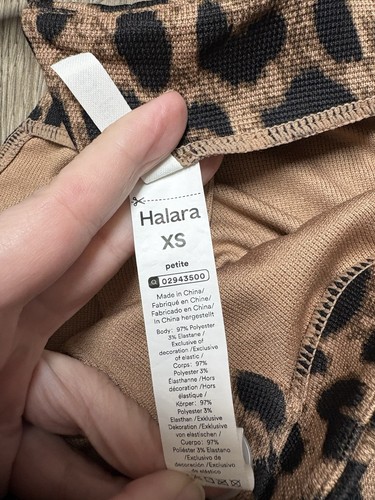 Halara
XS
petite
02943500
Made in China/
Fabriqué en China/
Fabricado en China/
In China hergestellt
Body: 97% Polyester
3% Elastane /
Exclusive of
decoration /Exclusive
of elastic /
Corps: 97%
Polyester 3%
Élasthanne /Hors
décoration /Hors
élastique /
Körper: 97%
Polyester 3%
Elasthan /Exklusive
Dekoration /Exklusive
von elastischen /
Cuerpo: 97%
Poliéster 3% Elastano
/Exclusivo de
decoración /Exclusivo
de elástico